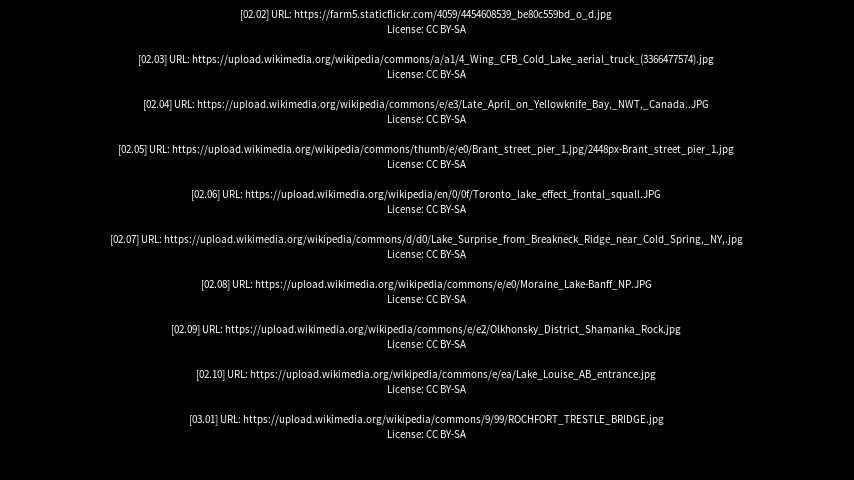 [02.02] URL: https://farm5.staticflickr.com/4059/4454608539_be80c559bd_o_d.jpg
License: CC BY-SA
[02.03] URL: https://upload.wikimedia.org/wikipedia/commons/a/a1/4_Wing_CFB_Cold_Lake_aerial_truck_(3366477574).jpg
License: CC BY-SA
[02.04] URL: https://upload.wikimedia.org/wikipedia/commons/e/e3/Late_April_on_Yellowknife_Bay,_NWT,_Canada..JPG
License: CC BY-SA
[02.05] URL: https://upload.wikimedia.org/wikipedia/commons/thumb/e/e0/Brant_street_pier_1.jpg/2448px-Brant_street_pier_1.jpg
License: CC BY-SA
[02.06] URL: https://upload.wikimedia.org/wikipedia/en/0/0f/Toronto_lake_effect_frontal_squall.JPG
License: CC BY-SA
[02.07] URL: https://upload.wikimedia.org/wikipedia/commons/d/d0/Lake_Surprise_from_Breakneck_Ridge_near_Cold_Spring,_NY,.jpg
License: CC BY-SA
[02.08] URL: https://upload.wikimedia.org/wikipedia/commons/e/e0/Moraine_Lake-Banff_NP.JPG
License: CC BY-SA
[02.09] URL: https://upload.wikimedia.org/wikipedia/commons/e/e2/Olkhonsky_District_Shamanka_Rock.jpg
License: CC BY-SA
[02.10] URL: https://upload.wikimedia.org/wikipedia/commons/e/ea/Lake_Louise_AB_entrance.jpg
License: CC BY-SA
[03.01] URL: https://upload.wikimedia.org/wikipedia/commons/9/99/ROCHFORT_TRESTLE_BRIDGE.jpg
License: CC BY-SA